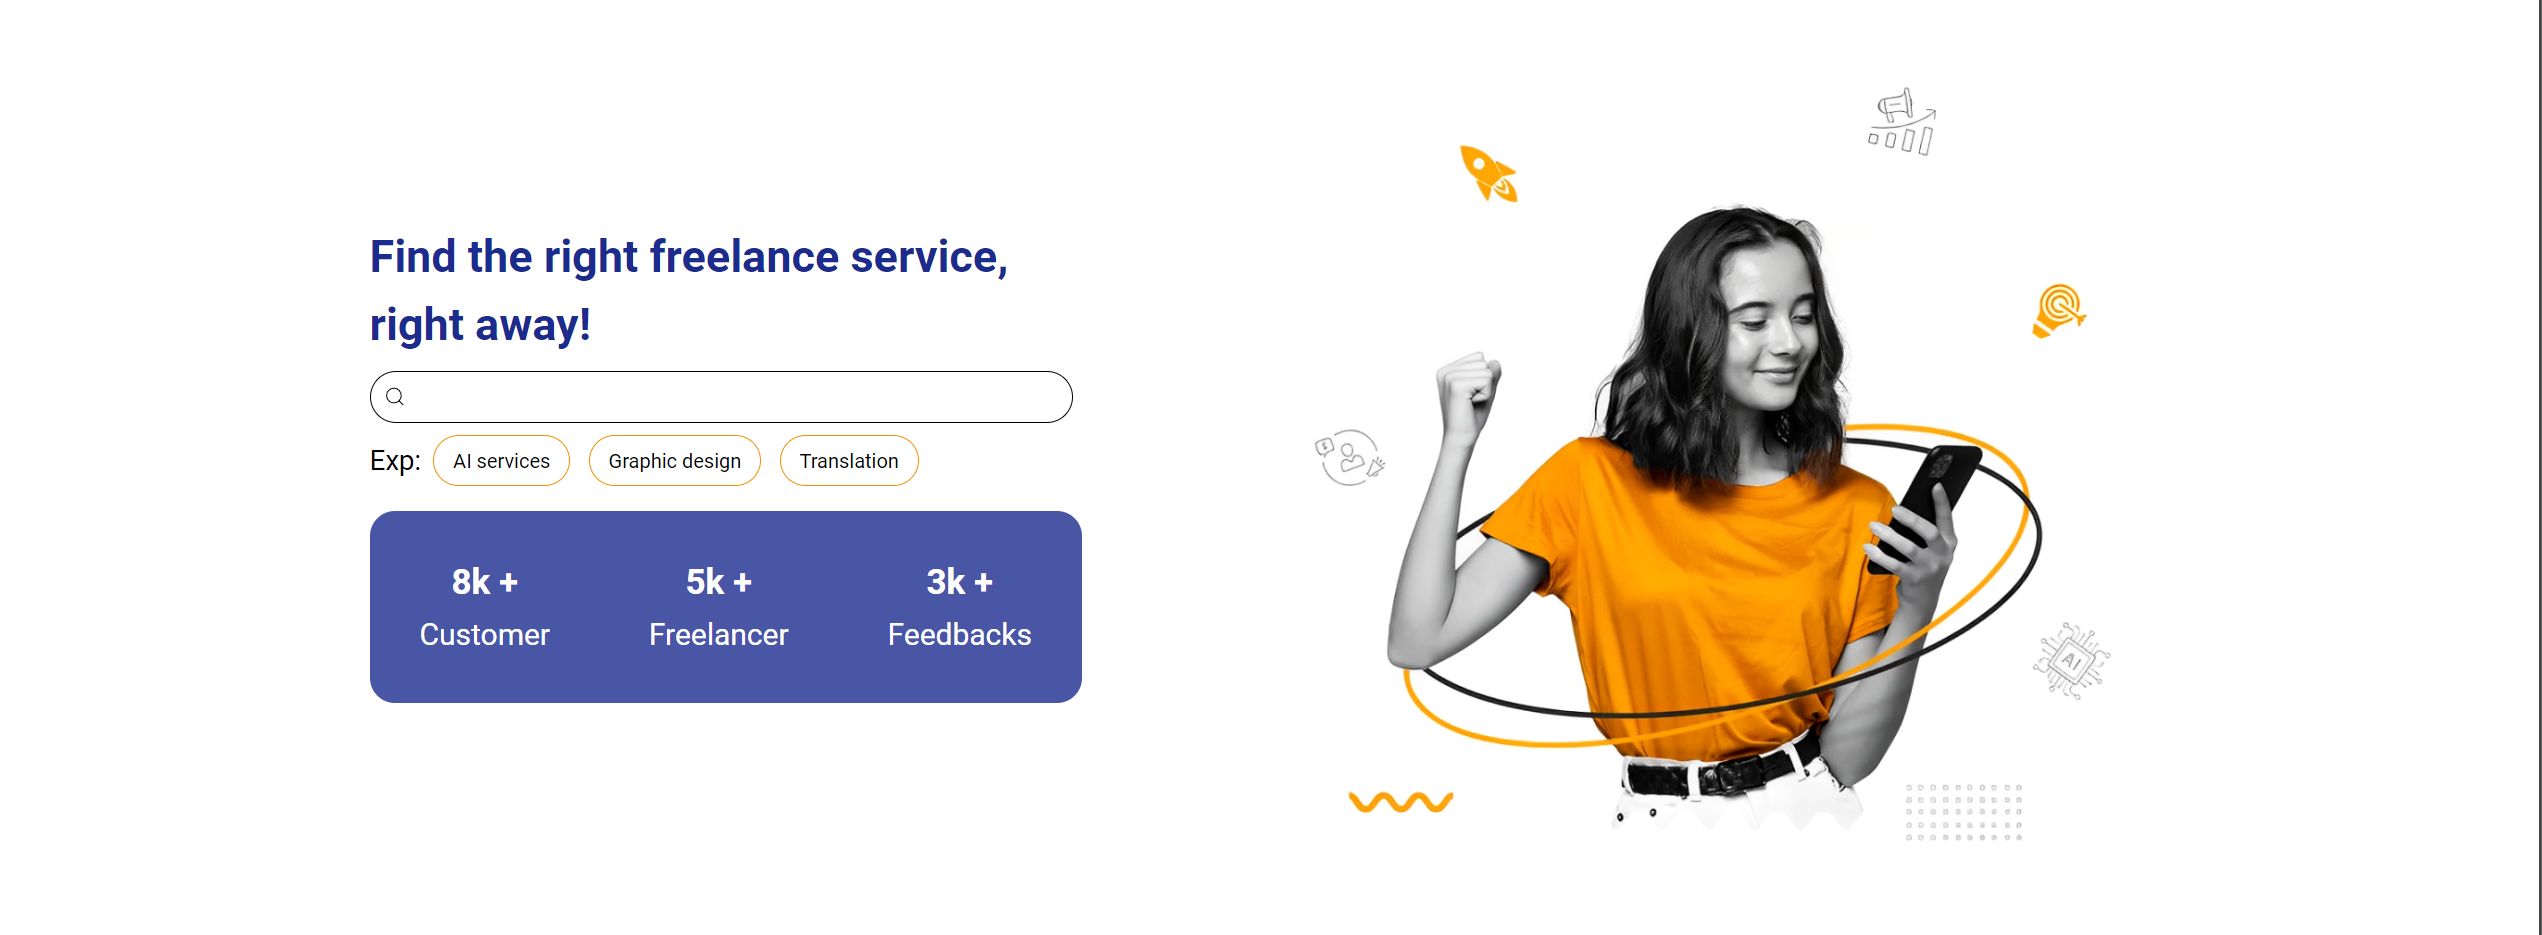 Find the right freelance service,
right away!
Exp: AI services Graphic design Translation
8k + 5k + 3k +
Customer Freelancer Feedbacks
AI